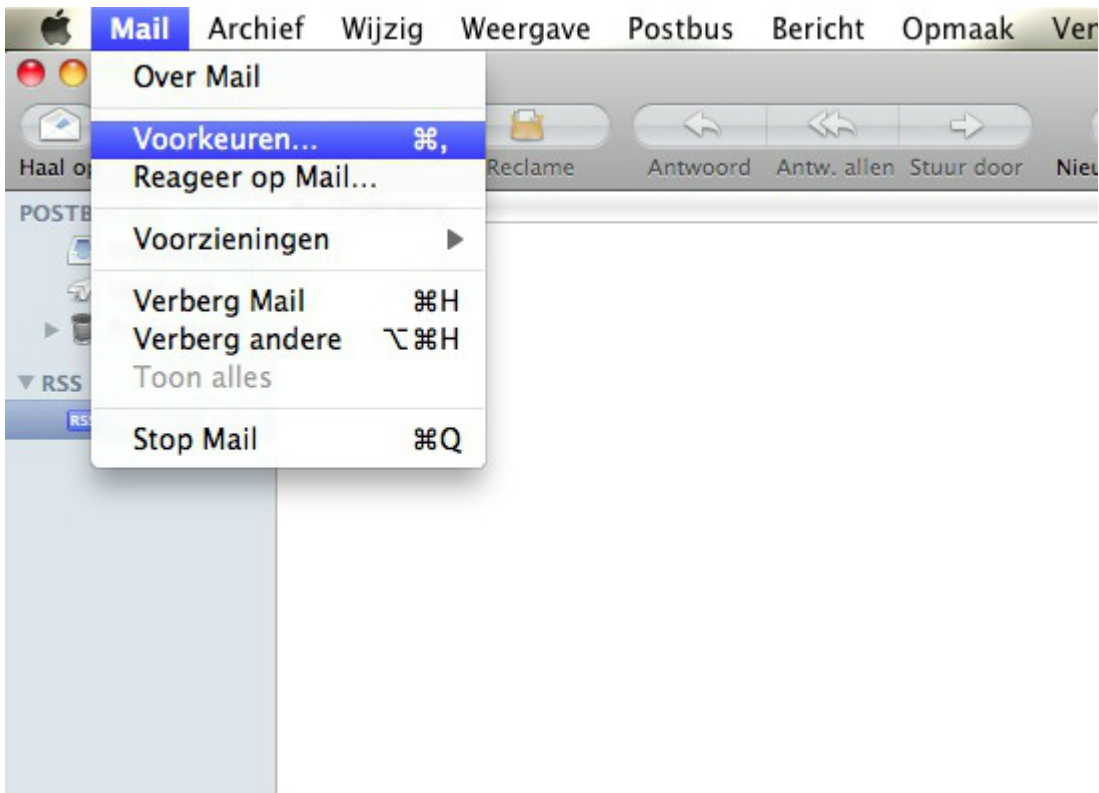 Mail Archief Wijzig Weergave Postbus Bericht Opmaak
Over Mail
Voorkeuren... ⌘,
Reageer op Mail...
Voorzieningen
Verberg Mail ⌘H
Verberg andere ⌥⌘H
Toon alles
Stop Mail ⌘Q
Haal Reclame Antwoord Antw. allen Stuur door
RSS